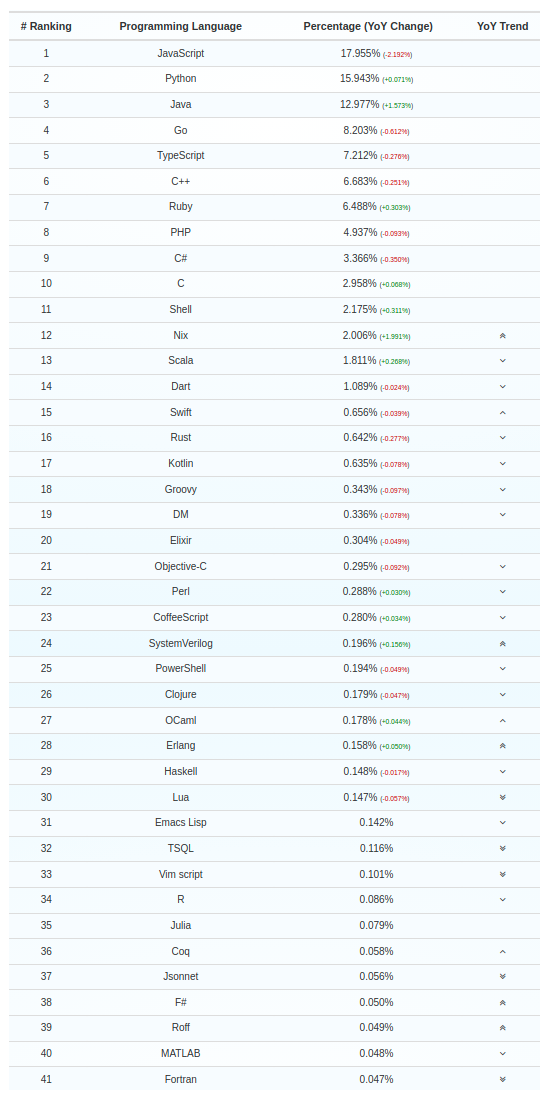 # Ranking Programming Language Percentage (YoY Change) YoY Trend
1 JavaScript 17.955% (-2.192%)
2 Python 15.943% (+0.071%)
3 Java 12.977% (+1.573%)
4 Go 8.203% (-0.612%)
5 TypeScript 7.212% (-0.276%)
6 C++ 6.683% (-0.251%)
7 Ruby 6.488% (+0.303%)
8 PHP 4.937% (-0.093%)
9 C# 3.366% (-0.350%)
10 C 2.958% (+0.068%)
11 Shell 2.175% (+0.311%)
12 Nix 2.006% (+1.991%)
13 Scala 1.811% (+0.268%)
14 Dart 1.089% (-0.024%)
15 Swift 0.656% (-0.039%)
16 Rust 0.642% (-0.277%)
17 Kotlin 0.635% (-0.078%)
18 Groovy 0.343% (-0.097%)
19 DM 0.336% (-0.078%)
20 Elixir 0.304% (-0.049%)
21 Objective-C 0.295% (-0.092%)
22 Perl 0.288% (+0.030%)
23 CoffeeScript 0.280% (+0.034%)
24 SystemVerilog 0.196% (+0.156%)
25 PowerShell 0.194% (-0.049%)
26 Clojure 0.179% (-0.047%)
27 OCaml 0.178% (+0.044%)
28 Erlang 0.158% (+0.050%)
29 Haskell 0.148% (-0.017%)
30 Lua 0.147% (-0.057%)
31 Emacs Lisp 0.142%
32 TSQL 0.116%
33 Vim script 0.101%
34 R 0.086%
35 Julia 0.079%
36 Coq 0.058%
37 Jsonnet 0.056%
38 F# 0.050%
39 Roff 0.049%
40 MATLAB 0.048%
41 Fortran 0.047%